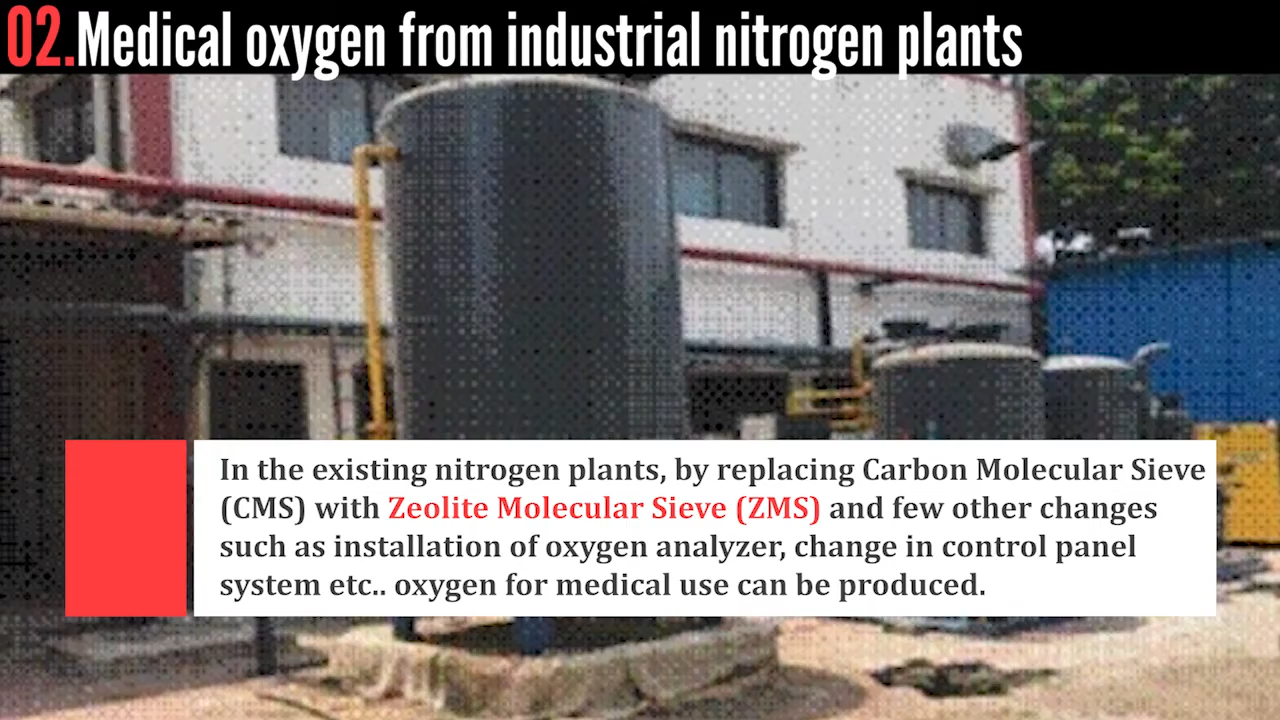 02.Medical oxygen from industrial nitrogen plants
In the existing nitrogen plants, by replacing Carbon Molecular Sieve
(CMS) with Zeolite Molecular Sieve (ZMS) and few other changes
such as installation of oxygen analyzer, change in control panel
system etc.. oxygen for medical use can be produced.